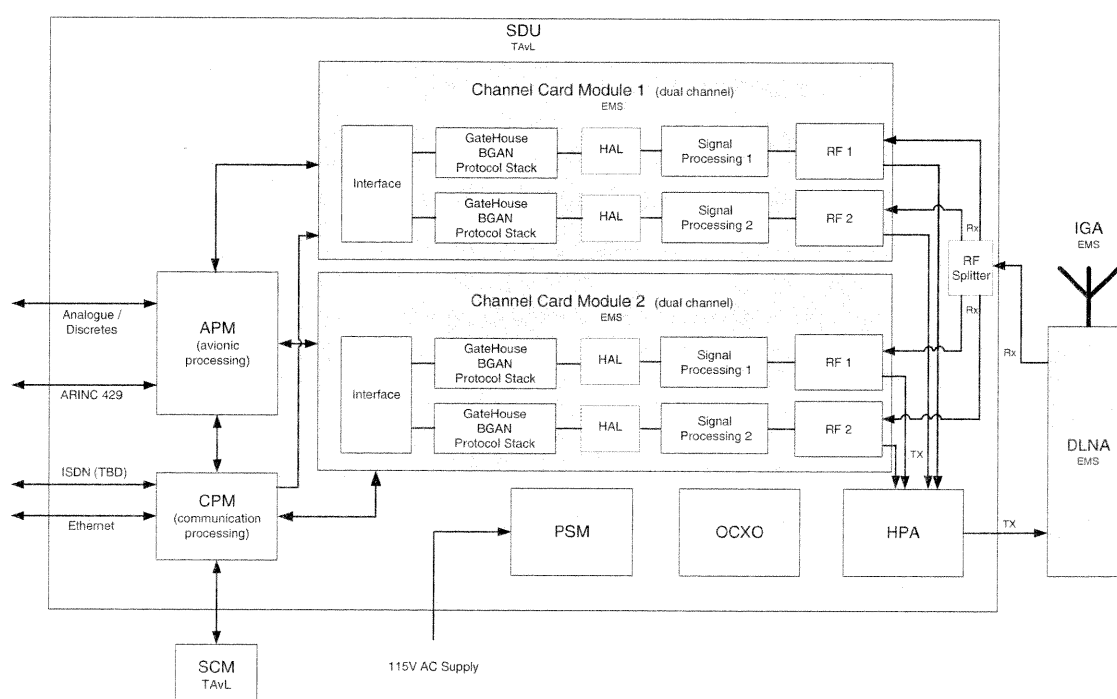 SDU
TAvL
Channel Card Module 1 (dual channel)
EMS
Interface
GateHouse
BGAN
Protocol Stack
HAL
Signal
Processing 1
RF 1
GateHouse
BGAN
Protocol Stack
HAL
Signal
Processing 2
RF 2
Rx
RF
Splitter
Rx
IGA
EMS
Channel Card Module 2 (dual channel)
EMS
Interface
GateHouse
BGAN
Protocol Stack
HAL
Signal
Processing 1
RF 1
GateHouse
BGAN
Protocol Stack
HAL
Signal
Processing 2
RF 2
Analogue /
Discretes
APM
(avionic
processing)
ARINC 429
ISDN (TBD)
Ethernet
CPM
(communication
processing)
PSM
OCXO
TX
HPA
TX
Rx
DLNA
EMS
SCM
TAvL
115V AC Supply